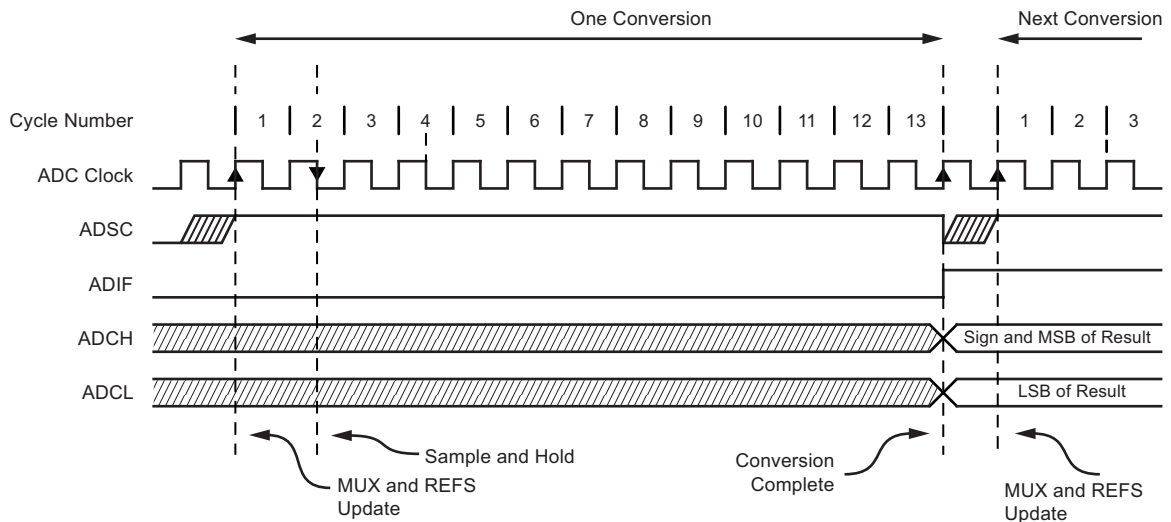 One Conversion
Next Conversion
Cycle Number
1 2 3 4 5 6 7 8 9 10 11 12 13 1 2 3
ADC Clock
ADSC
ADIF
ADCH
Sign and MSB of Result
ADCL
LSB of Result
Sample and Hold
MUX and REFS
Update
Conversion
Complete
MUX and REFS
Update